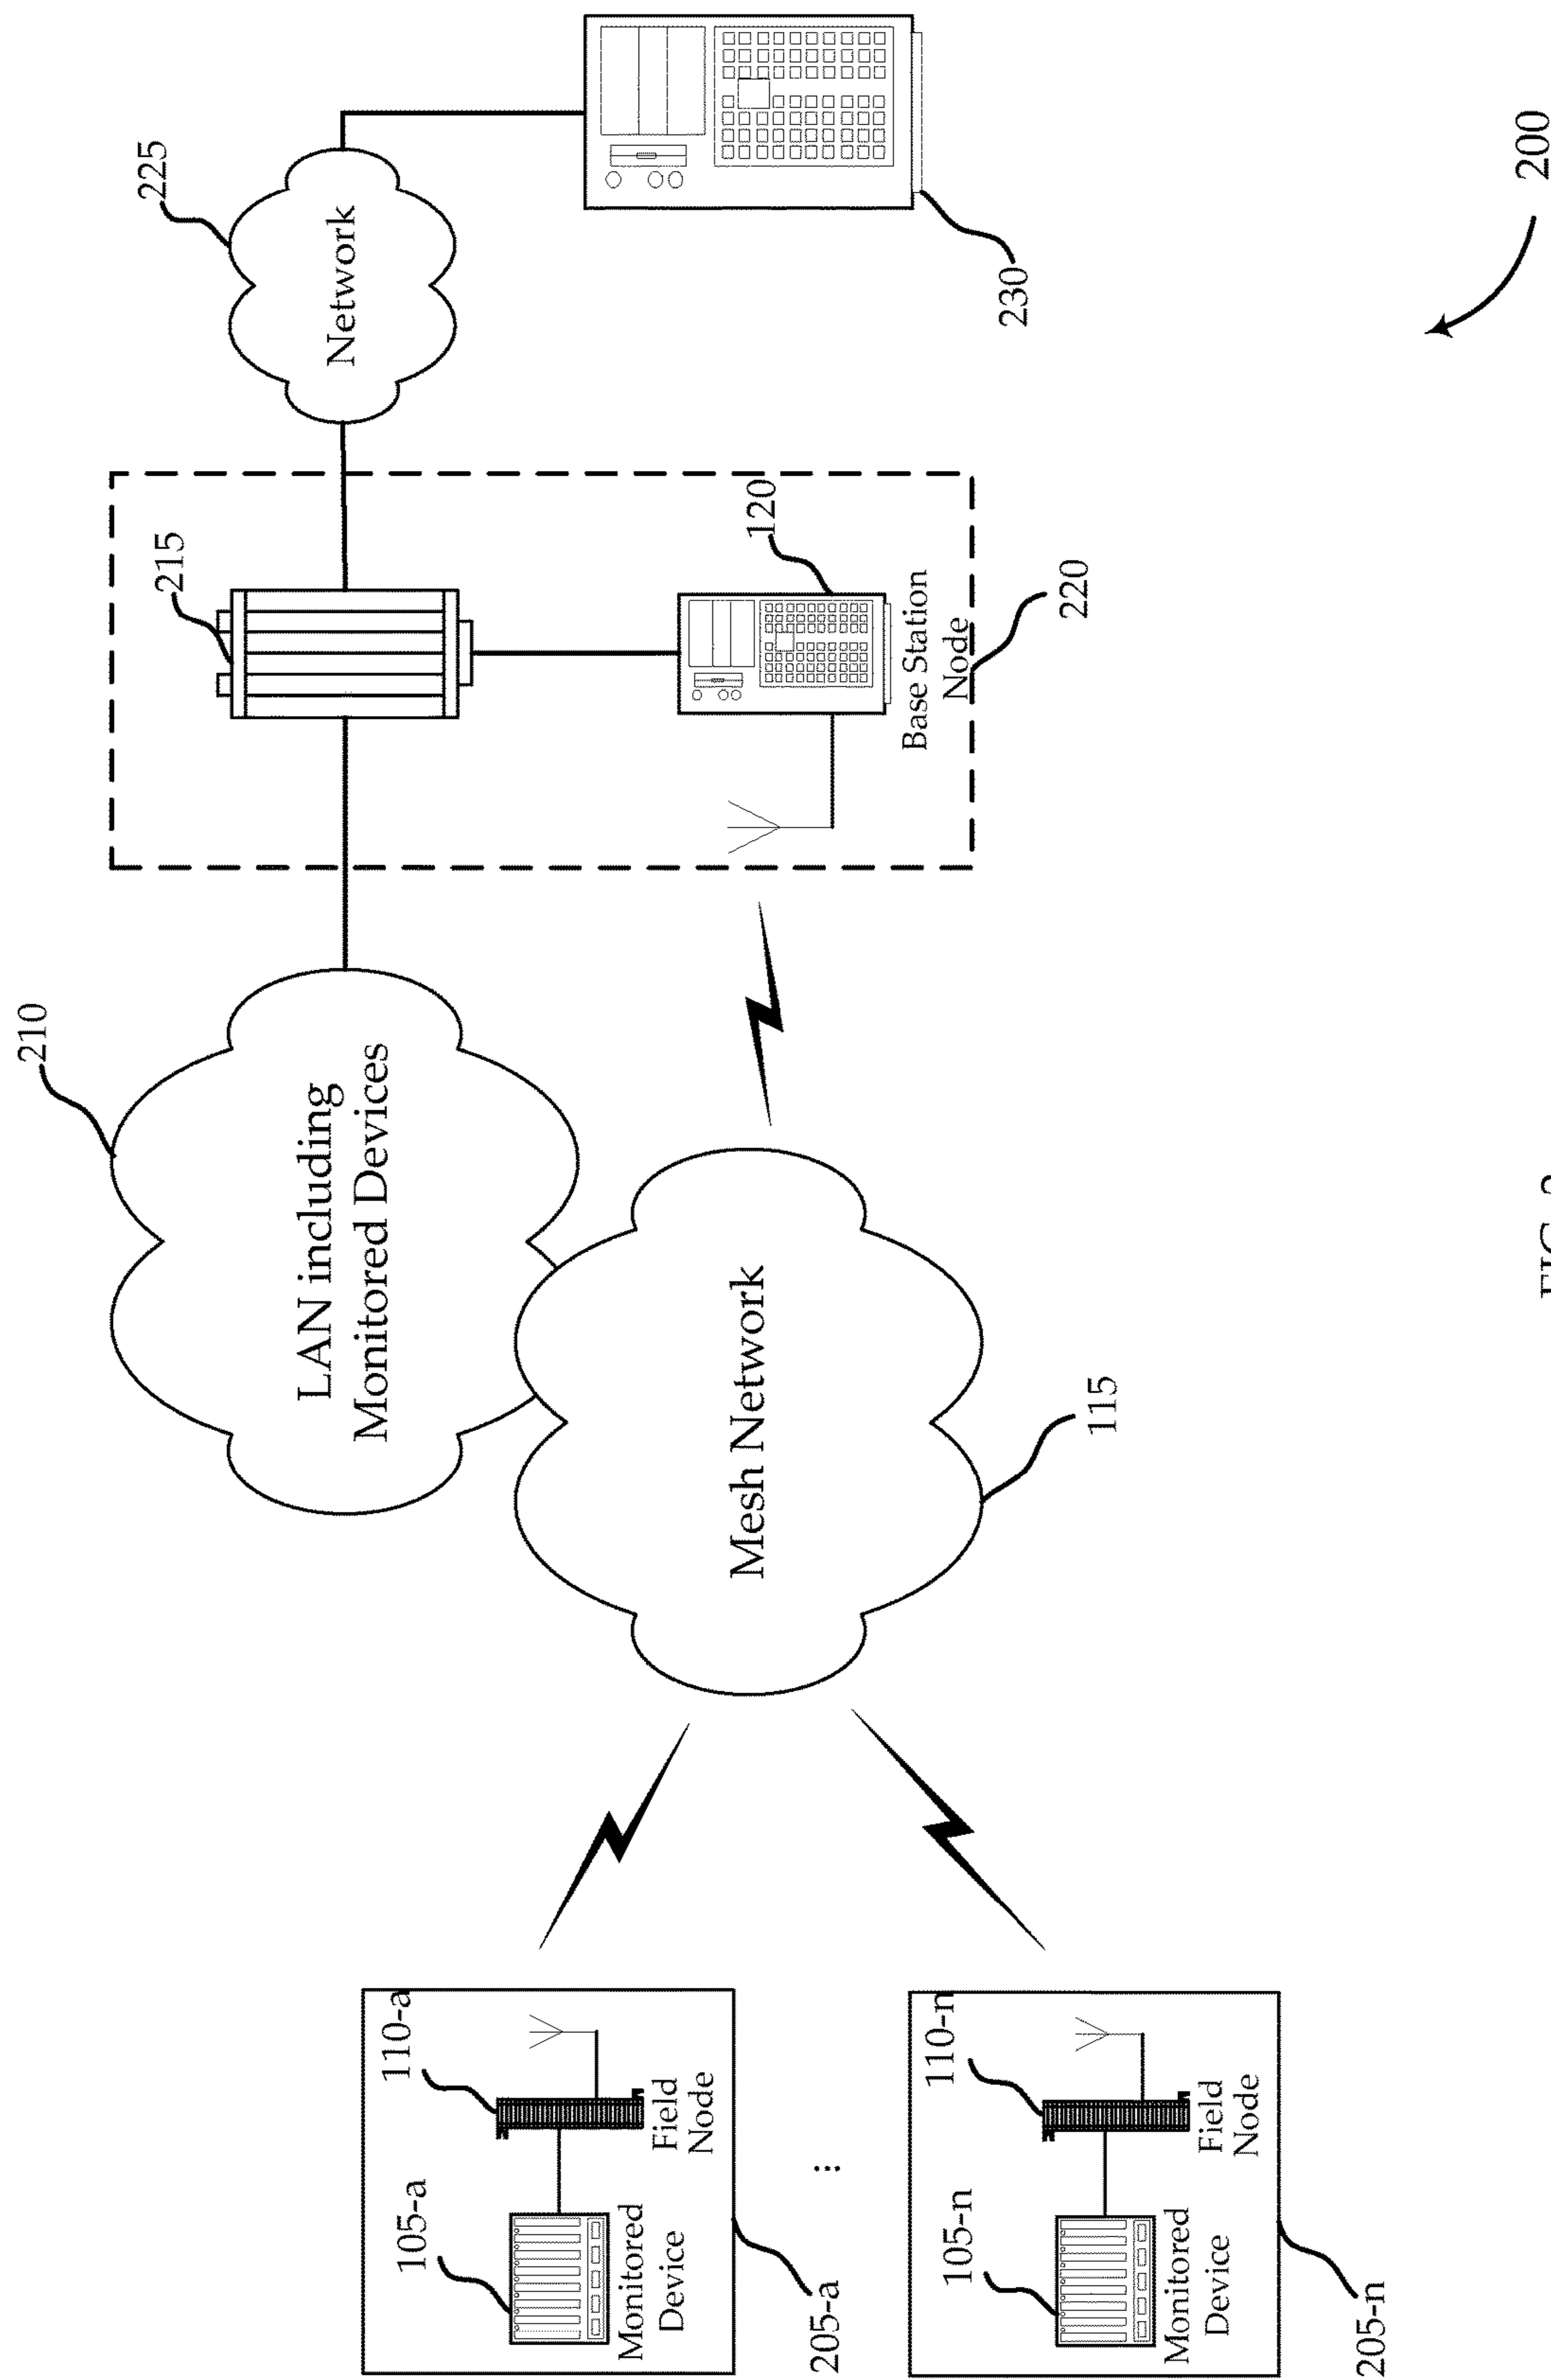 210
LAN including
Monitored Devices
215
225
Network
120
Base Station
Node
220
230
Mesh Network
115
110-a
105-a
Field
Node
Monitored
Device
205-a
...
110-n
105-n
Field
Node
Monitored
Device
205-n
200